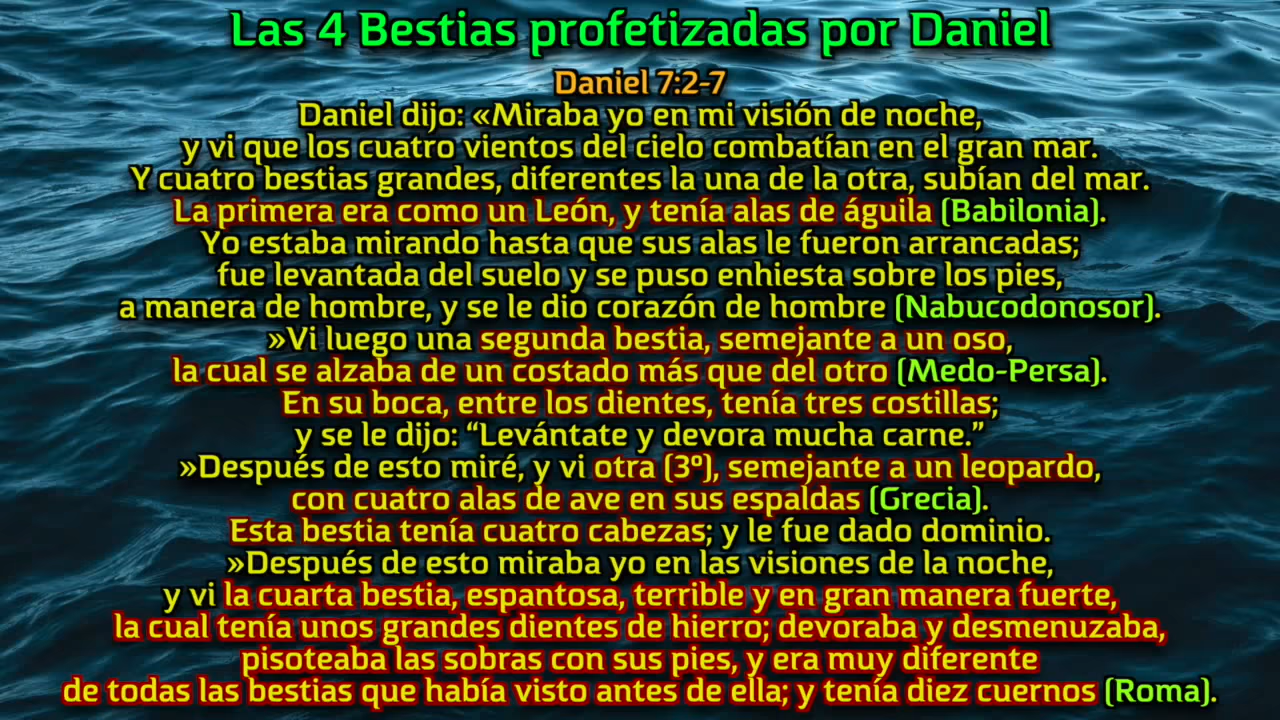 Las 4 Bestias profetizadas por Daniel
Daniel 7:2-7
Daniel dijo: «Miraba yo en mi visión de noche,
y vi que los cuatro vientos del cielo combatían en el gran mar.
Y cuatro bestias grandes, diferentes la una de la otra, subían del mar.
La primera era como un León, y tenía alas de águila (Babilonia).
Yo estaba mirando hasta que sus alas le fueron arrancadas;
fue levantada del suelo y se puso enhiesta sobre los pies,
a manera de hombre, y se le dio corazón de hombre (Nabucodonosor).
»Vi luego una segunda bestia, semejante a un oso,
la cual se alzaba de un costado más que del otro (Medo-Persa).
En su boca, entre los dientes, tenía tres costillas;
y se le dijo: “Levántate y devora mucha carne.”
»Después de esto miré, y vi otra (3º), semejante a un leopardo,
con cuatro alas de ave en sus espaldas (Grecia).
Esta bestia tenía cuatro cabezas; y le fue dado dominio.
»Después de esto miraba yo en las visiones de la noche,
y vi la cuarta bestia, espantosa, terrible y en gran manera fuerte,
la cual tenía unos grandes dientes de hierro; devoraba y desmenuzaba,
pisoteaba las sobras con sus pies, y era muy diferente
de todas las bestias que había visto antes de ella; y tenía diez cuernos (Roma).